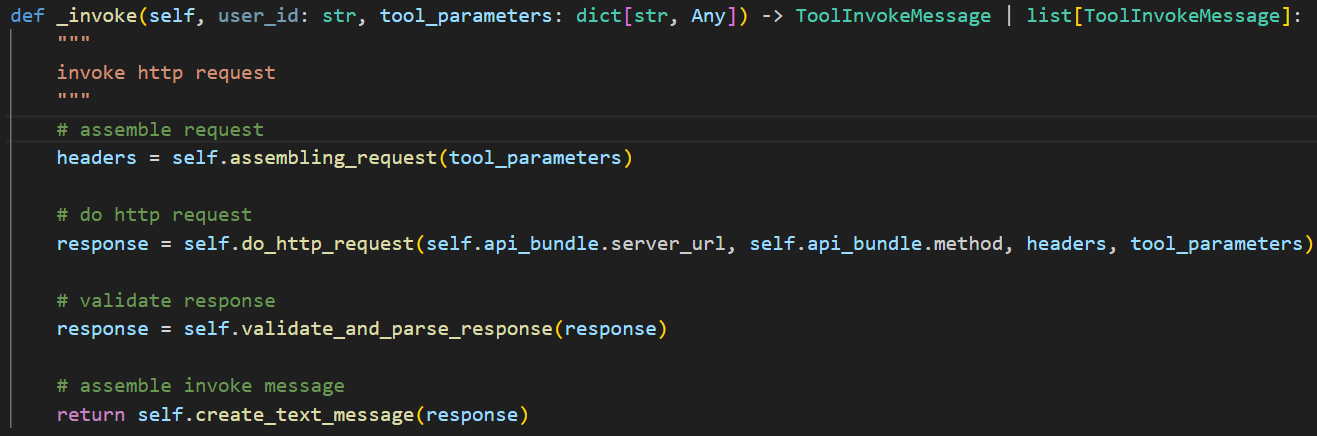 def _invoke(self, user_id: str, tool_parameters: dict[str, Any]) -> ToolInvokeMessage | list[ToolInvokeMessage]:
"""
invoke http request
"""
# assemble request
headers = self.assembling_request(tool_parameters)
# do http request
response = self.do_http_request(self.api_bundle.server_url, self.api_bundle.method, headers, tool_parameters)
# validate response
response = self.validate_and_parse_response(response)
# assemble invoke message
return self.create_text_message(response)